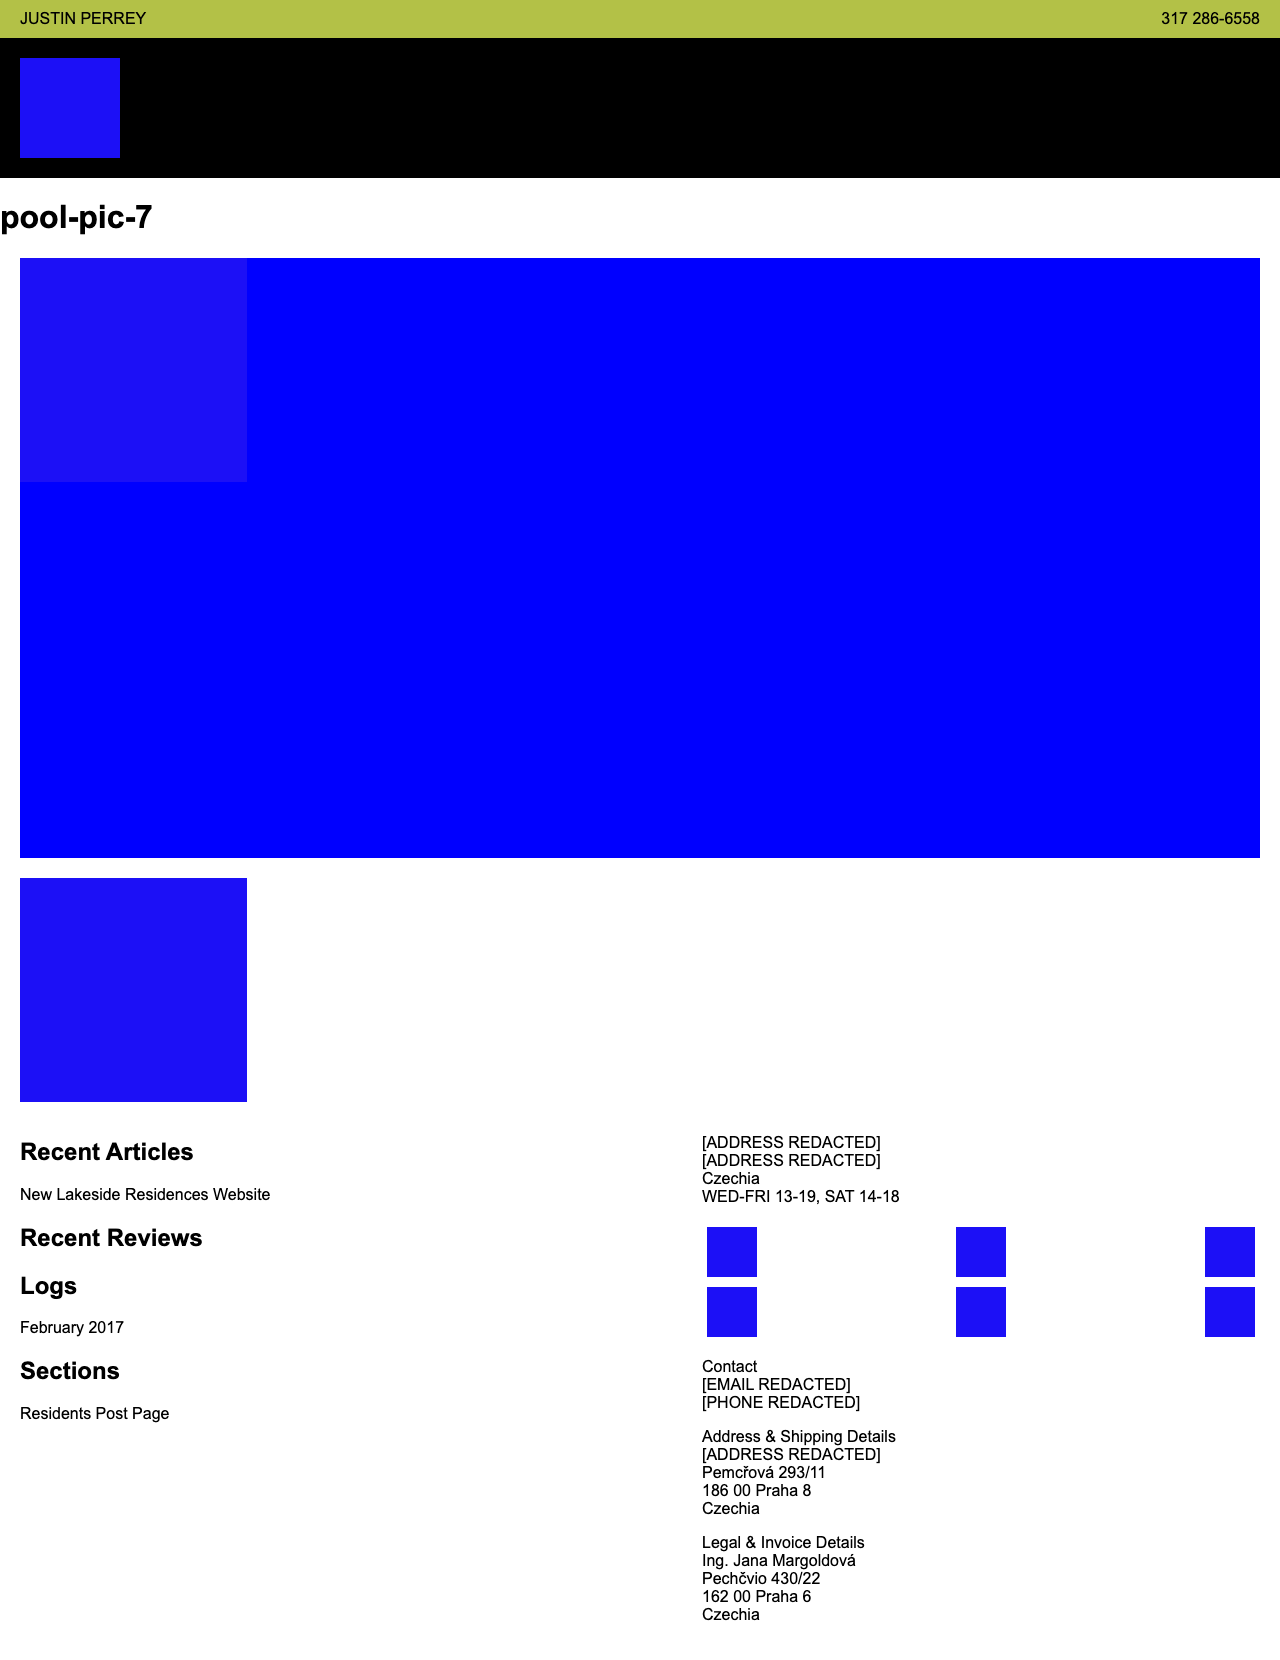 JUSTIN PERREY
317 286-6558
pool-pic-7
Recent Articles
New Lakeside Residences Website
Recent Reviews
Logs
February 2017
Sections
Residents Post Page
[ADDRESS REDACTED]
[ADDRESS REDACTED]
Czechia
WED-FRI 13-19, SAT 14-18
Contact
[EMAIL REDACTED]
[PHONE REDACTED]
Address & Shipping Details
[ADDRESS REDACTED]
Pemcřová 293/11
186 00 Praha 8
Czechia
Legal & Invoice Details
Ing. Jana Margoldová
Pechčvio 430/22
162 00 Praha 6
Czechia